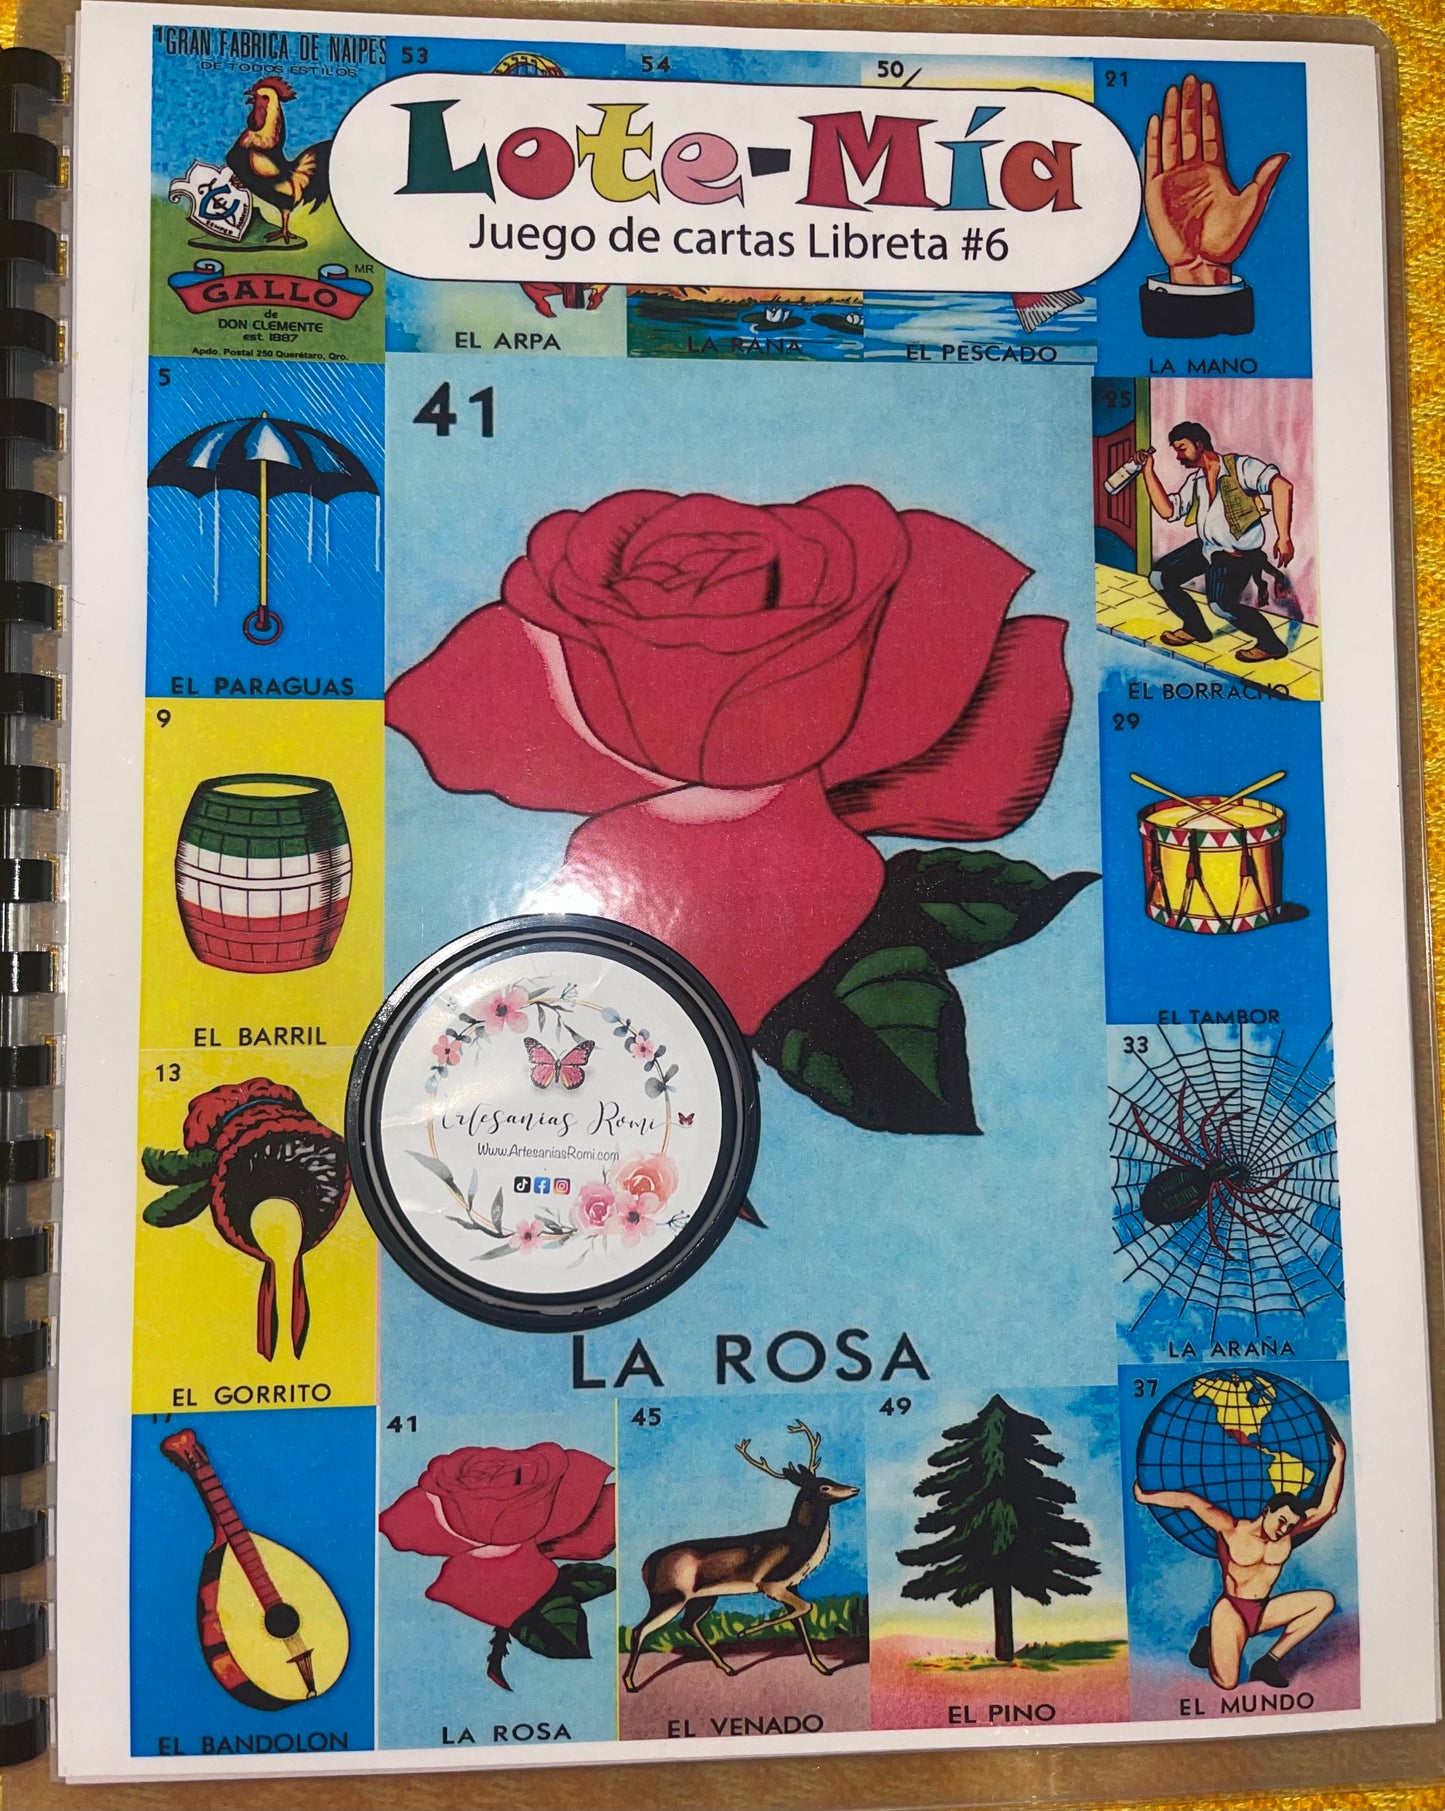 1
GRAN FABRICA DE NAIPES
DE TODOS ESTILOS
53
54
50
21
Lote-Mía
Juego de cartas Libreta #6
SEMPER
MR
GALLO
de
DON CLEMENTE
est. 1887
Apdo. Postal 250 Querétaro, Qro.
EL ARPA
LA RANA
EL PESCADO
LA MANO
5
EL PARAGUAS
41
25
EL BORRACHO
9
EL BARRIL
29
EL TAMBOR
13
EL GORRITO
33
LA ARAÑA
Artesanias Romi
Www.ArtesaniasRomi.com
LA ROSA
17
EL BANDOLON
41
LA ROSA
45
EL VENADO
49
EL PINO
37
EL MUNDO